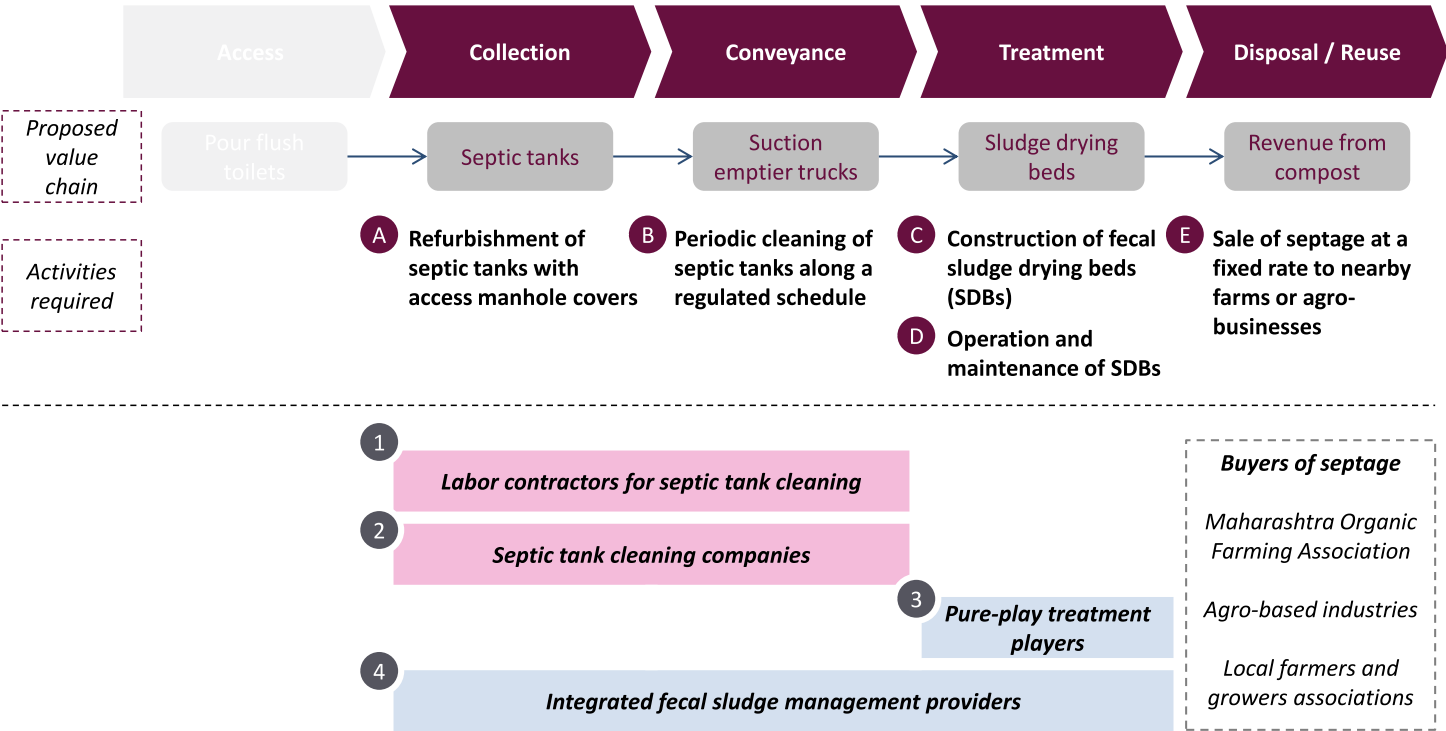 Access
Collection
Conveyance
Treatment
Disposal / Reuse
Proposed
value
chain
Pour flush
toilets
Septic tanks
Suction
emptier trucks
Sludge drying
beds
Revenue from
compost
Activities
required
A
Refurbishment of
septic tanks with
access manhole covers
B
Periodic cleaning of
septic tanks along a
regulated schedule
C
Construction of fecal
sludge drying beds
(SDBs)
D
Operation and
maintenance of SDBs
E
Sale of septage at a
fixed rate to nearby
farms or agro-
businesses
1
Labor contractors for septic tank cleaning
2
Septic tank cleaning companies
3
Pure-play treatment
players
4
Integrated fecal sludge management providers
Buyers of septage
Maharashtra Organic
Farming Association
Agro-based industries
Local farmers and
growers associations